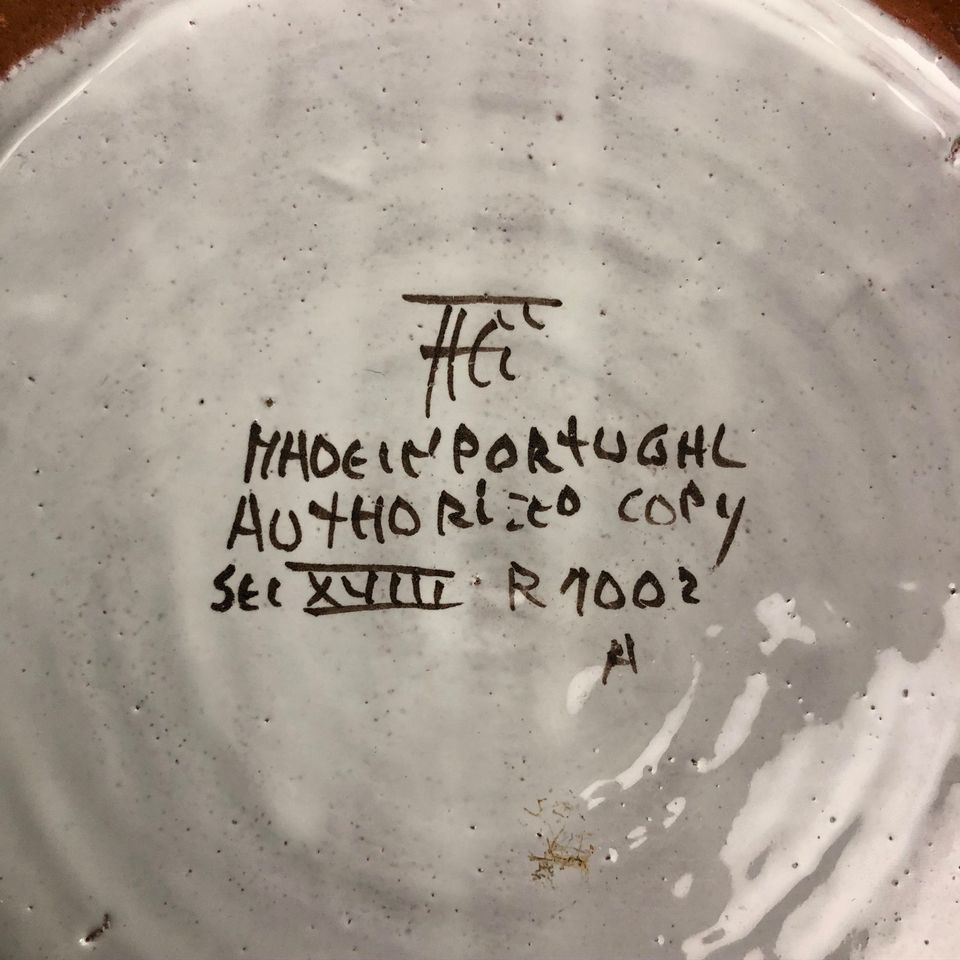 MADE IN PORTUGAL
AUTHORIZED COPY
SEC XVIII R 1002